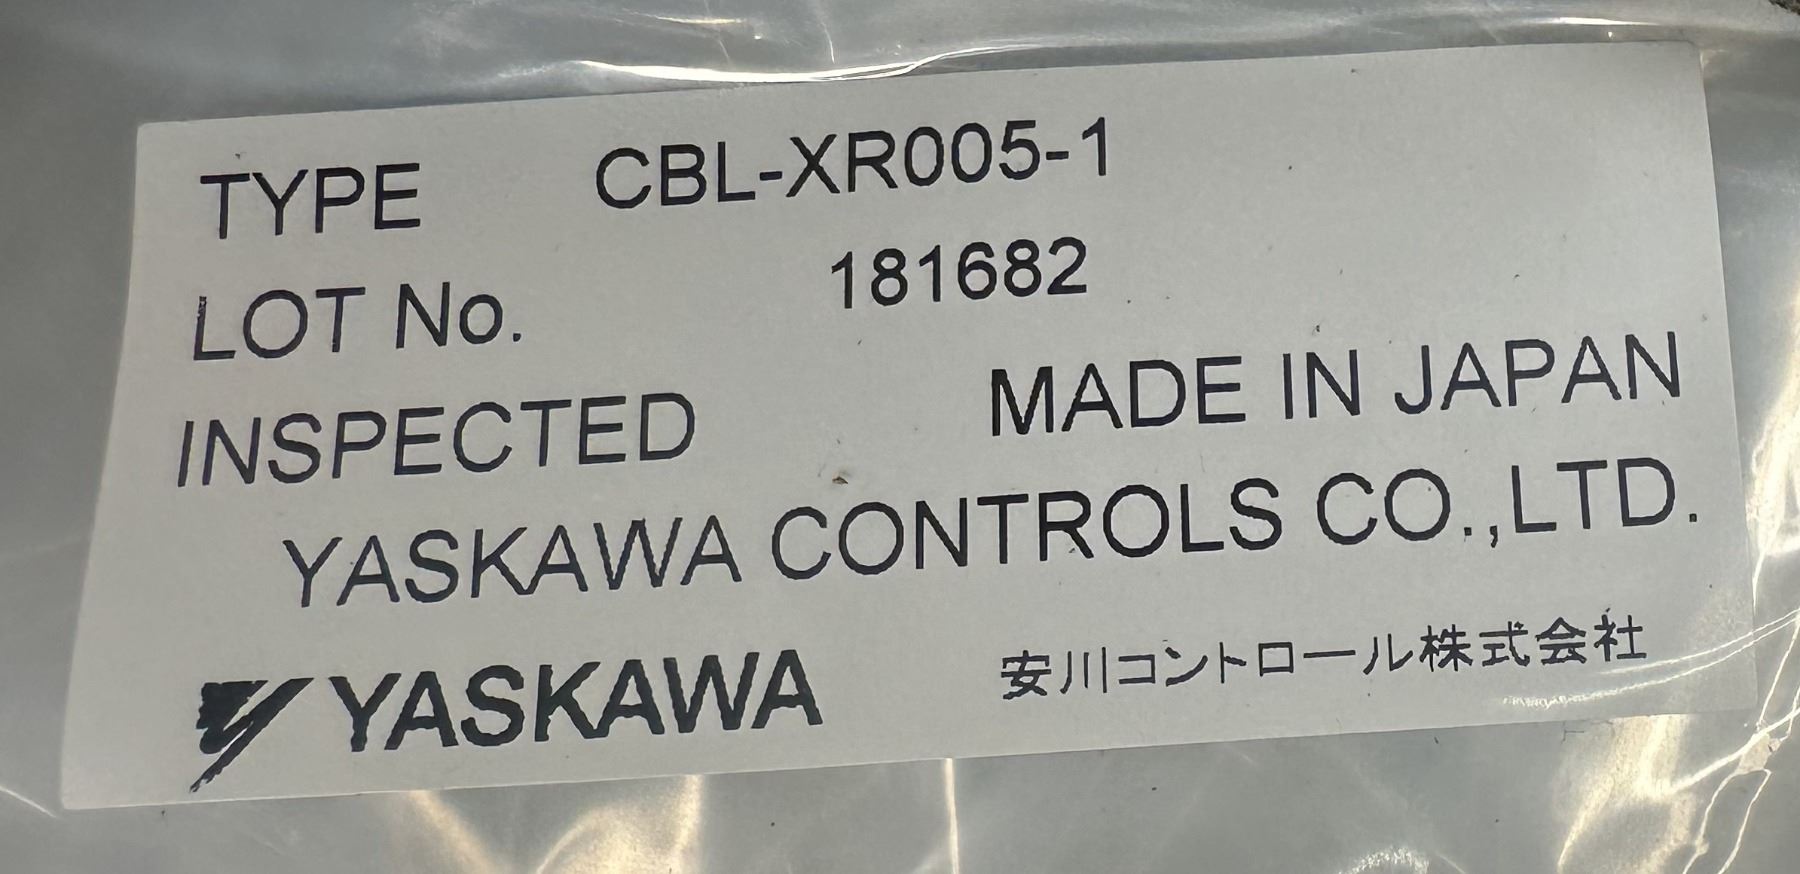 TYPE CBL-XR005-1
LOT No. 181682
INSPECTED MADE IN JAPAN
YASKAWA CONTROLS CO.,LTD.
YASKAWA 安川コントロール株式会社